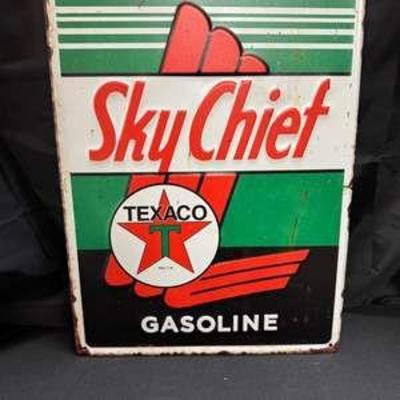 Sky Chief
TEXACO
T
GASOLINE